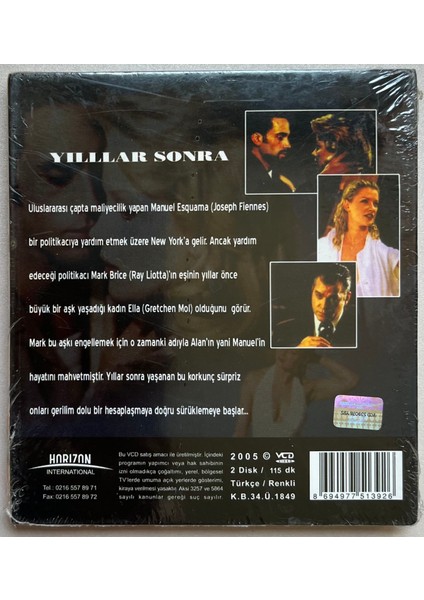 YILLLAR SONRA
Uluslararası çapta maliyecilik yapan Manuel Esquama (Joseph Fiennes)
bir politikacıya yardım etmek üzere New York'a gelir. Ancak yardım
edeceği politikacı Mark Brice (Ray Liotta)'ın eşinin yıllar önce
büyük bir aşk yaşadığı kadın Ella (Gretchen Mol) olduğunu görür.
Mark bu aşkı engellemek için o zamanki adıyla Alan'ın yani Manuel'in
hayatını mahvetmiştir. Yıllar sonra yaşanan bu korkunç sürpriz
onları gerilim dolu bir hesaplaşmaya doğru sürüklemeye başlar...
HORIZON
INTERNATIONAL
Tel : 0216 557 89 71
Fax: 0216 557 89 72
Bu VCD satış amacı ile üretilmiştir. İçindeki
programın yapımcı veya hak sahibinin
izni olmadıkça çoğaltımı, yerel, bölgesel
TV'lerde umuma açık yerlerde gösterimi,
kiraya verilmesi yasaktır. Aksi 3257 ve 5864
sayılı kanunlar gereği suç sayılır.
2005 © VCD
2 Disk / 115 dk
Türkçe / Renkli
K.B.34.Ü.1849
8 694977 513926